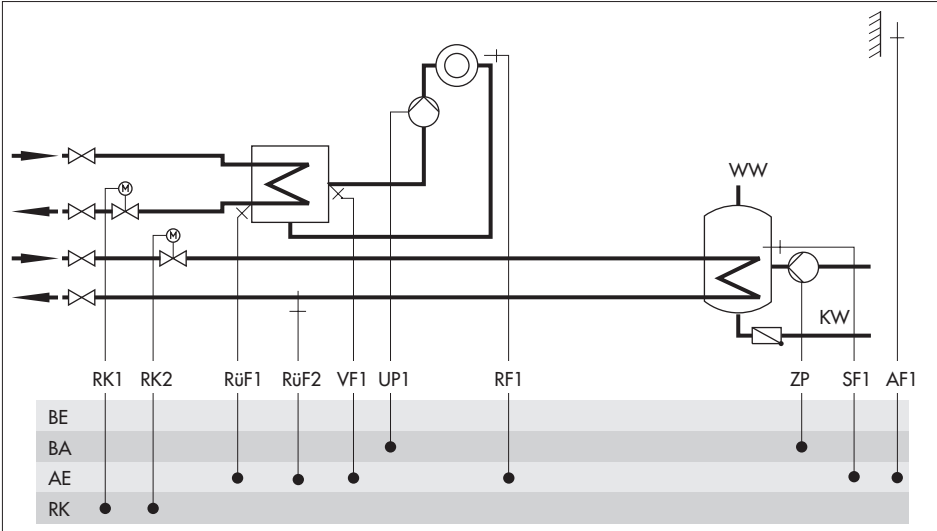 M
M
WW
KW
RK1 RK2 RüF1 RüF2 VF1 UP1 RF1 ZP SF1 AF1
BE
BA
AE
RK